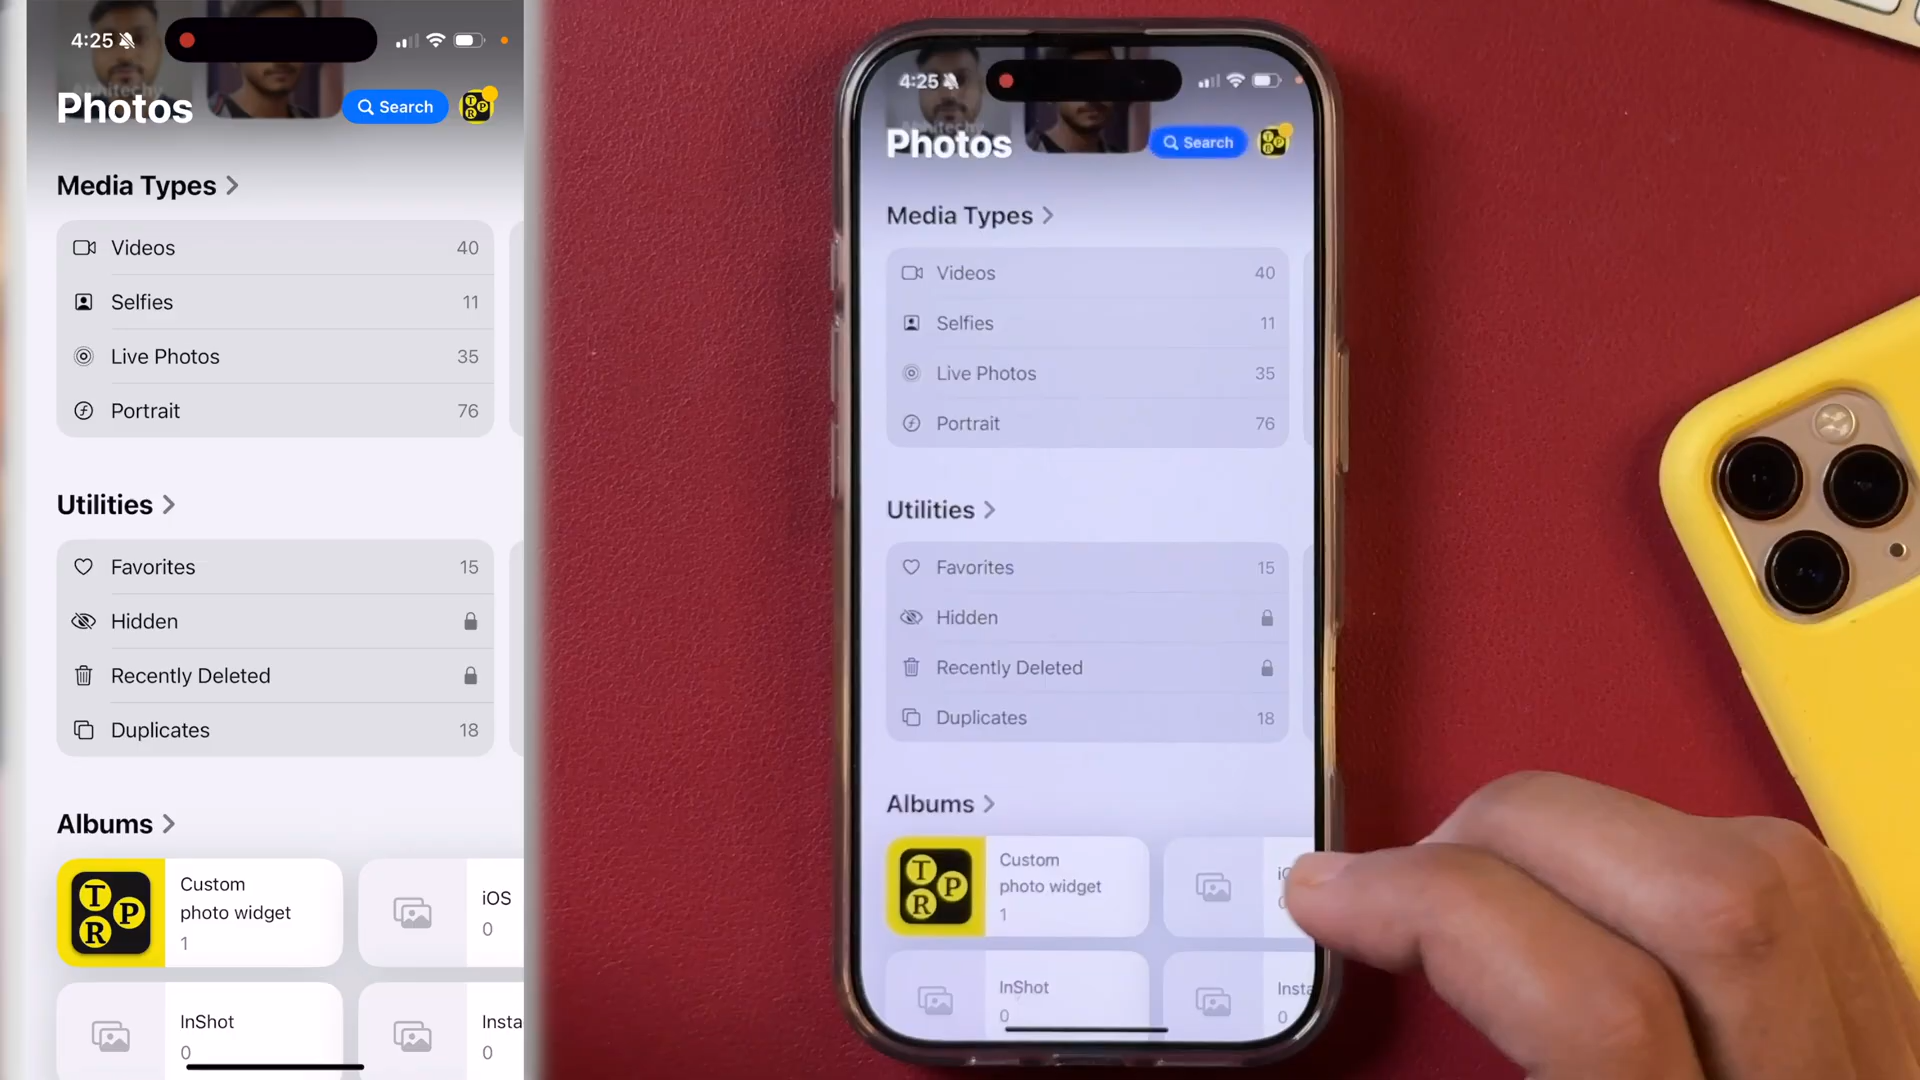 4:25
Photos
Search
Media Types
Videos 40
Selfies 11
Live Photos 35
Portrait 76
Utilities
Favorites 15
Hidden
Recently Deleted
Duplicates 18
Albums
T P R
Custom
photo widget
1
iOS
0
InShot
0
Insta
0
4:25
Photos
Search
Media Types
Videos 40
Selfies 11
Live Photos 35
Portrait 76
Utilities
Favorites 15
Hidden
Recently Deleted
Duplicates 18
Albums
T P R
Custom
photo widget
1
InShot
0
Insta
0